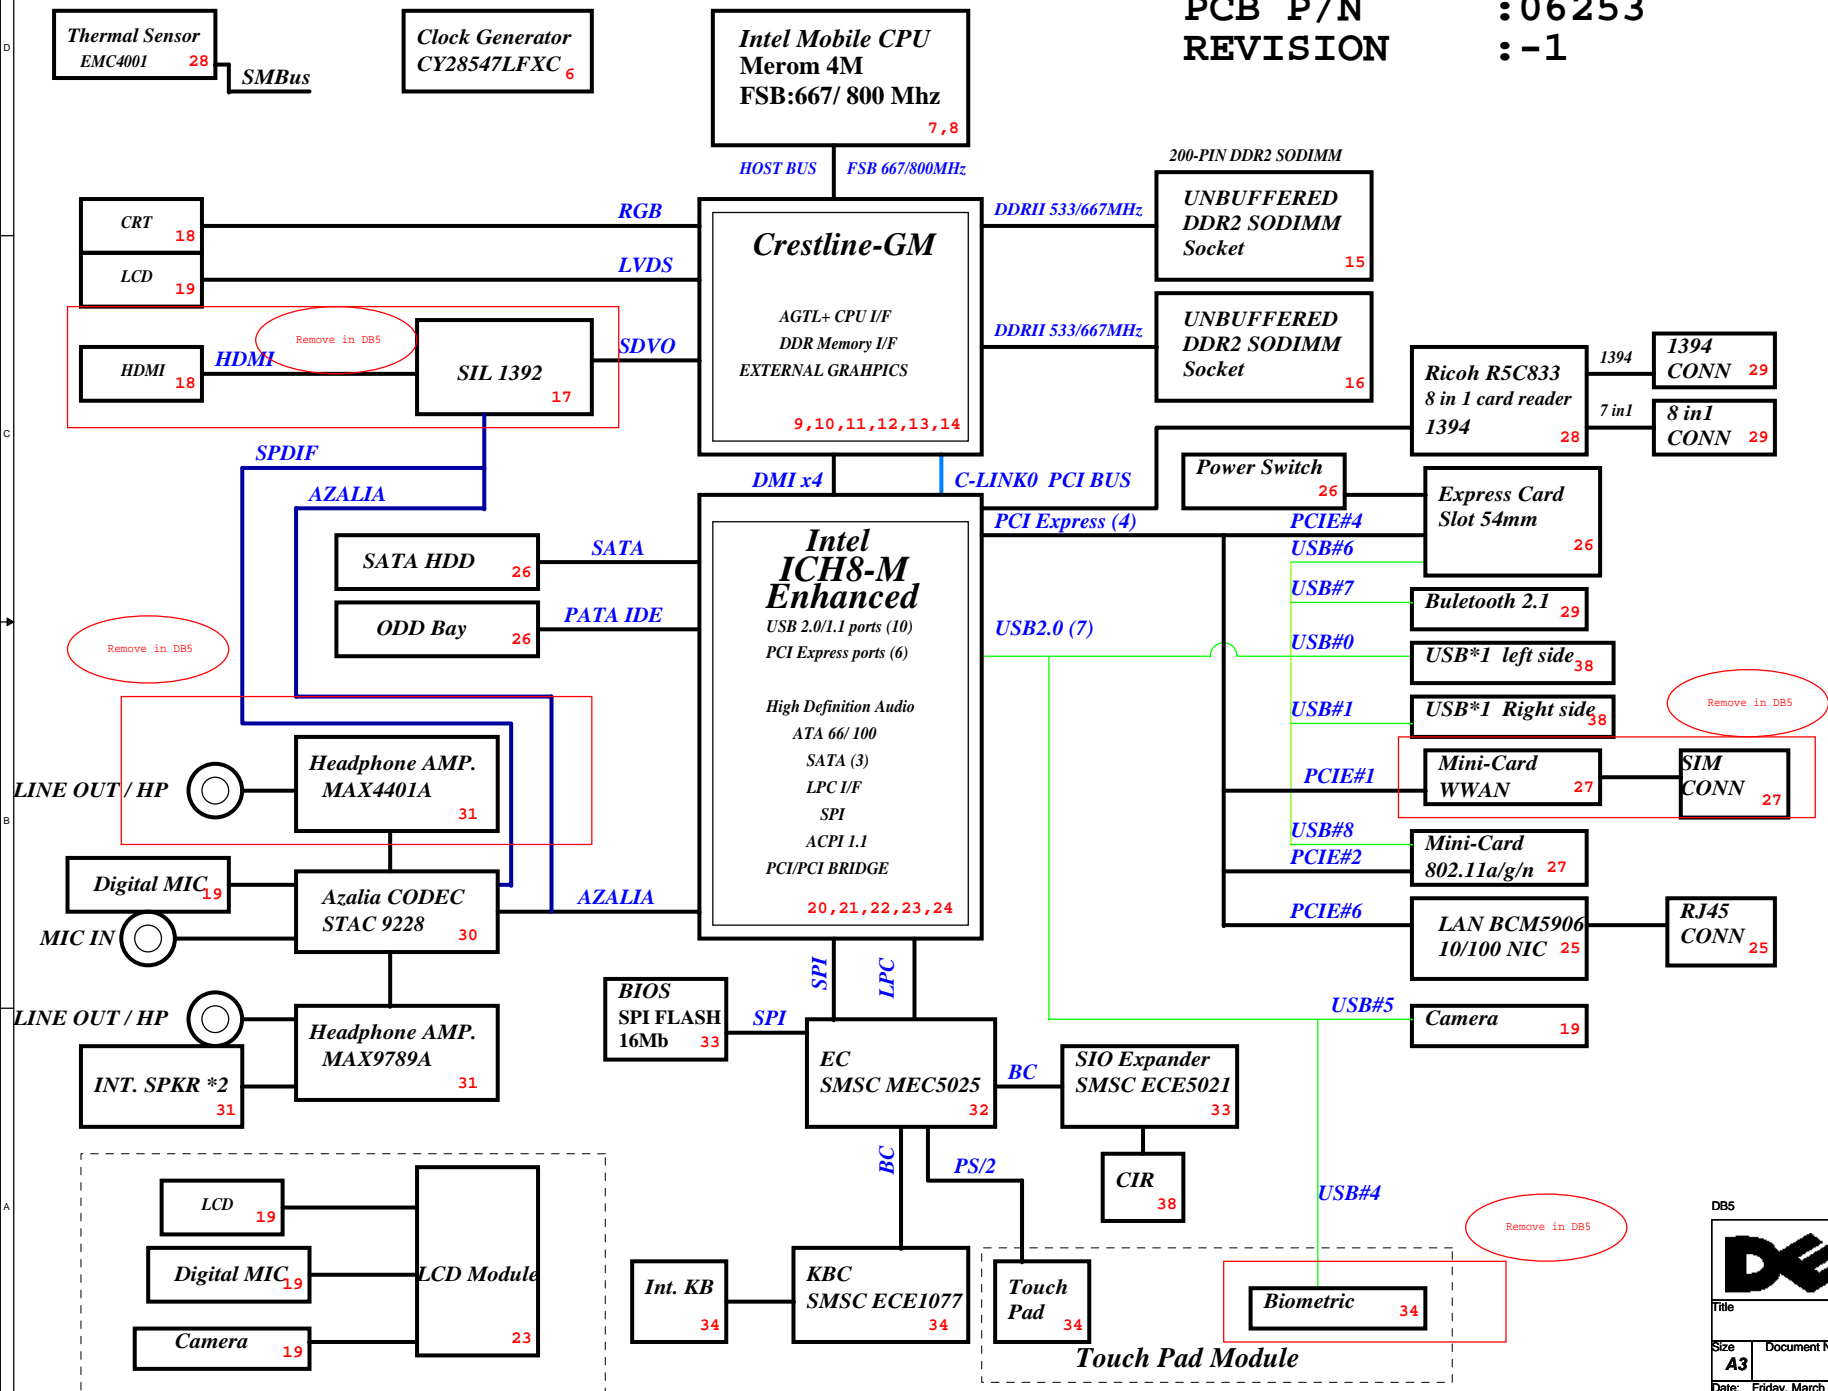 PCB P/N :06253
REVISION :-1
D
Thermal Sensor
EMC4001 28
SMBus
Clock Generator
CY28547LFXC 6
Intel Mobile CPU
Merom 4M
FSB:667/ 800 Mhz
7,8
HOST BUS FSB 667/800MHz
200-PIN DDR2 SODIMM
UNBUFFERED
DDR2 SODIMM
Socket
15
DDRII 533/667MHz
CRT
18
RGB
LCD
19
LVDS
Crestline-GM
AGTL+ CPU I/F
DDR Memory I/F
EXTERNAL GRAHPICS
9,10,11,12,13,14
UNBUFFERED
DDR2 SODIMM
Socket
16
DDRII 533/667MHz
Remove in DB5
HDMI
18
HDMI
SIL 1392
17
SDVO
Ricoh R5C833
8 in 1 card reader
1394
28
1394
1394
CONN 29
7 in1
8 in1
CONN 29
C
SPDIF
AZALIA
DMI x4
C-LINK0 PCI BUS
Power Switch
26
Express Card
Slot 54mm
26
PCI Express (4)
PCIE#4
USB#6
Intel
ICH8-M
Enhanced
USB 2.0/1.1 ports (10)
PCI Express ports (6)
High Definition Audio
ATA 66/ 100
SATA (3)
LPC I/F
SPI
ACPI 1.1
PCI/PCI BRIDGE
20,21,22,23,24
SATA HDD
26
SATA
ODD Bay
26
PATA IDE
USB#7
Buletooth 2.1
29
USB2.0 (7)
USB#0
USB*1 left side
38
USB#1
USB*1 Right side
38
Remove in DB5
Remove in DB5
PCIE#1
Mini-Card
WWAN
27
SIM
CONN
27
B
LINE OUT / HP
Headphone AMP.
MAX4401A
31
USB#8
PCIE#2
Mini-Card
802.11a/g/n 27
Digital MIC
19
MIC IN
Azalia CODEC
STAC 9228
30
AZALIA
PCIE#6
LAN BCM5906
10/100 NIC 25
RJ45
CONN
25
SPI
LPC
BIOS
SPI FLASH
16Mb 33
SPI
LINE OUT / HP
Headphone AMP.
MAX9789A
31
INT. SPKR *2
31
EC
SMSC MEC5025
32
BC
SIO Expander
SMSC ECE5021
33
USB#5
Camera
19
BC
PS/2
CIR
38
USB#4
A
LCD
19
Digital MIC
19
Camera
19
LCD Module
23
Int. KB
34
KBC
SMSC ECE1077
34
Touch
Pad
34
Biometric
34
Remove in DB5
Touch Pad Module
DB5
Title
Size
A3
Document N
Date: Friday, March